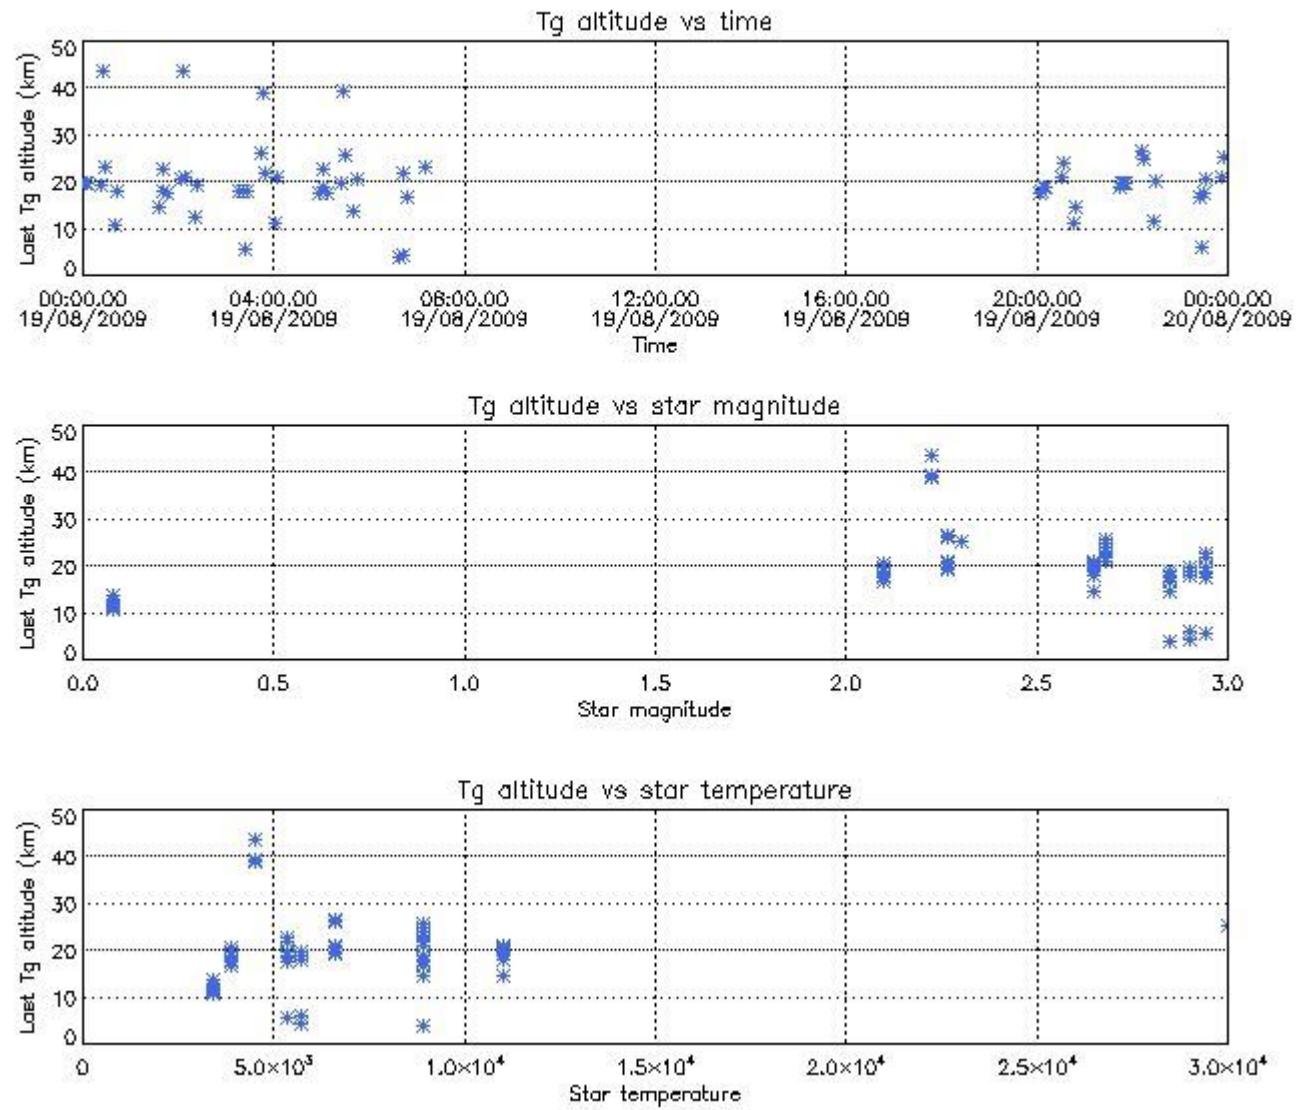 Tg altitude vs time
Last Tg altitude (km)
50
40
30
20
10
0
00:00.00 04:00.00 08:00.00 12:00.00 16:00.00 20:00.00 00:00.00
19/08/2009 19/08/2009 19/08/2009 19/08/2009 19/08/2009 19/08/2009 20/08/2009
Time
Tg altitude vs star magnitude
Last Tg altitude (km)
50
40
30
20
10
0
0.0 0.5 1.0 1.5 2.0 2.5 3.0
Star magnitude
Tg altitude vs star temperature
Last Tg altitude (km)
50
40
30
20
10
0
0 5.0×10³ 1.0×10⁴ 1.5×10⁴ 2.0×10⁴ 2.5×10⁴ 3.0×10⁴
Star temperature